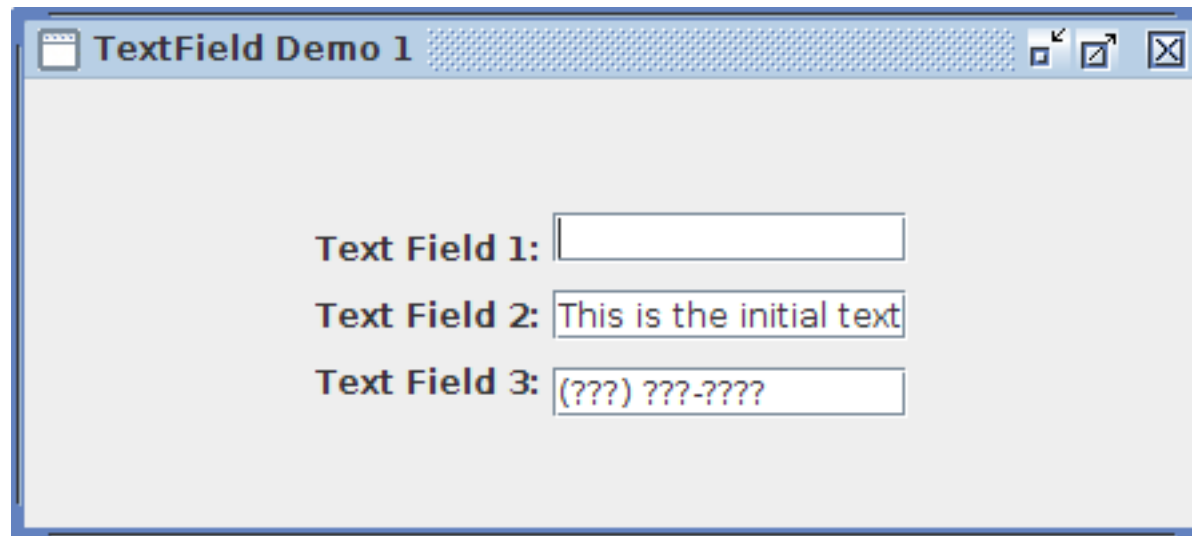 TextField Demo 1
Text Field 1:
Text Field 2: This is the initial text
Text Field 3: (???) ???-????